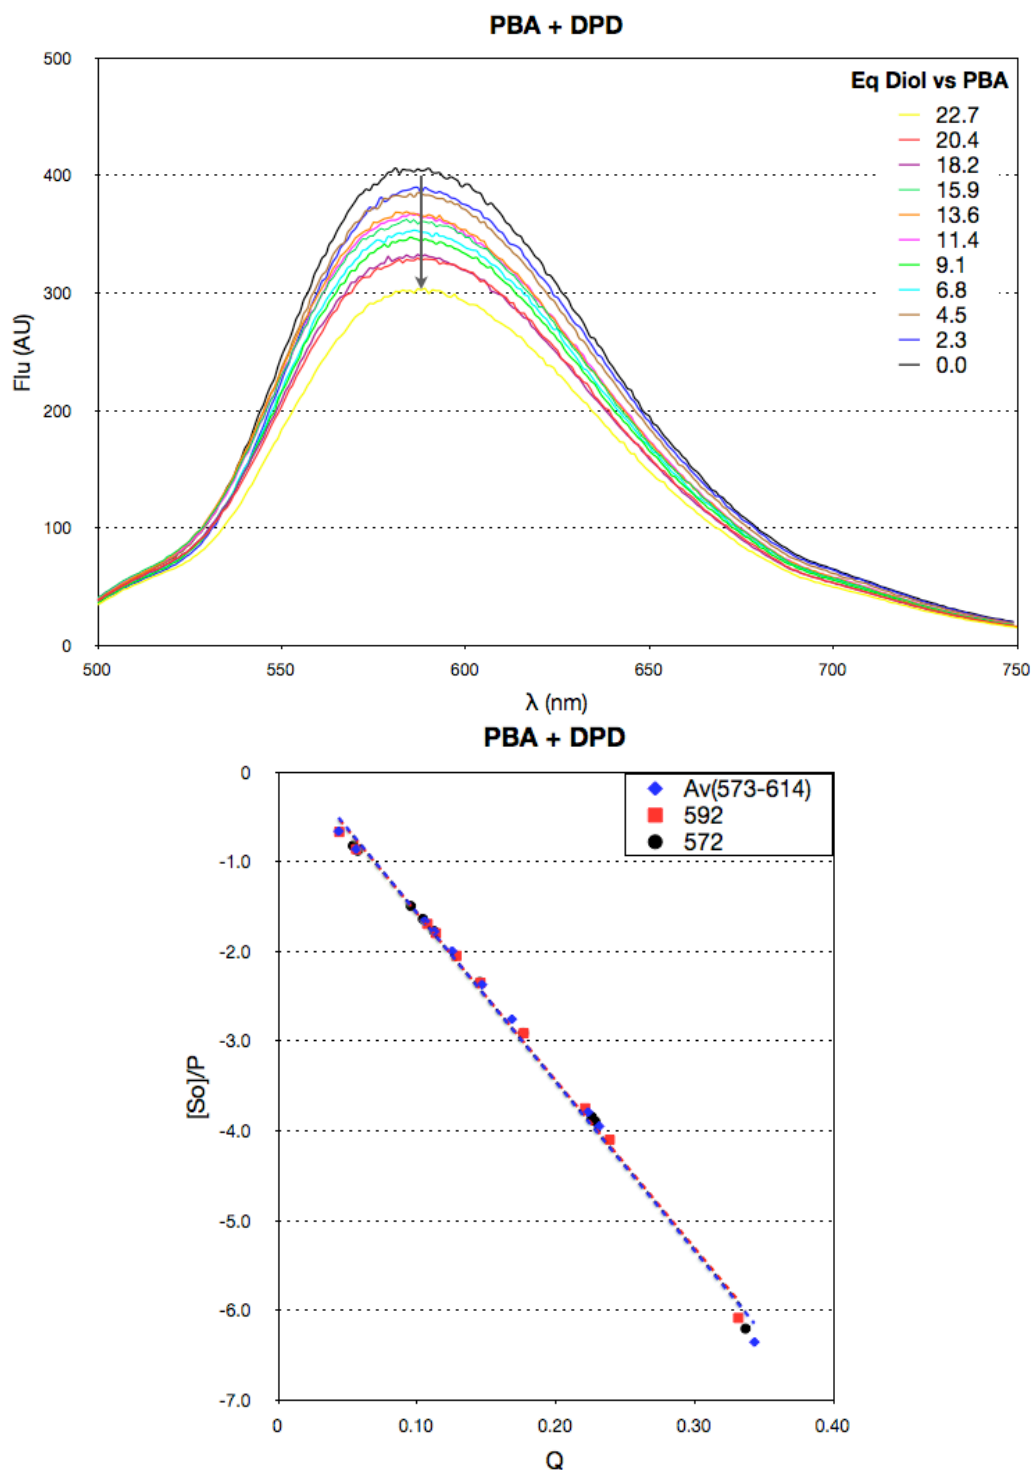 PBA + DPD
500
400
300
200
100
0
Flu (AU)
Eq Diol vs PBA
22.7
20.4
18.2
15.9
13.6
11.4
9.1
6.8
4.5
2.3
0.0
500 550 600 650 700 750
λ (nm)
PBA + DPD
0
-1.0
-2.0
-3.0
-4.0
-5.0
-6.0
-7.0
[So]/P
Av(573-614)
592
572
0 0.10 0.20 0.30 0.40
Q